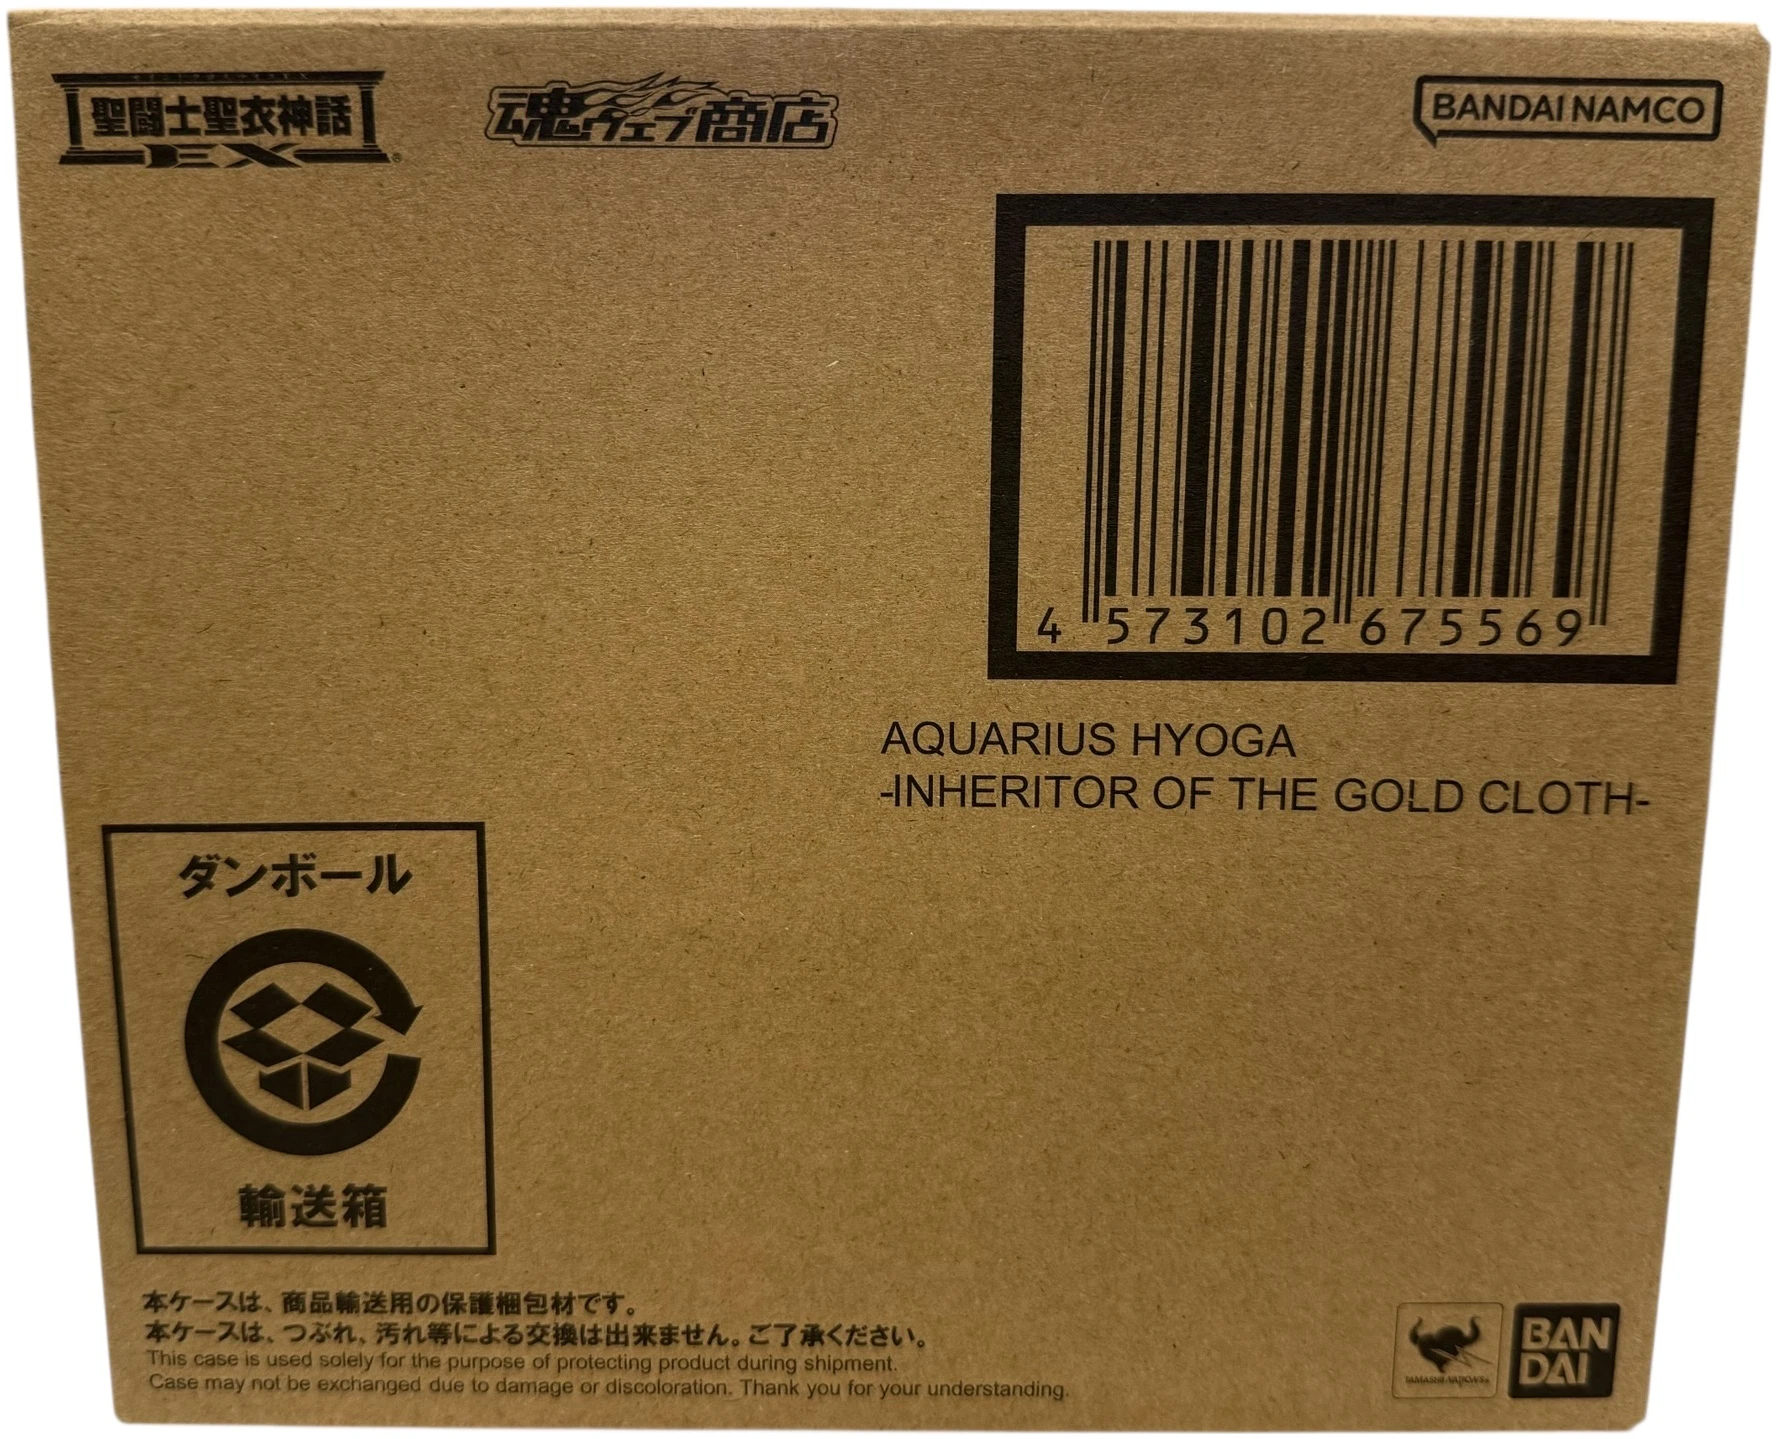 聖闘士聖衣神話
EX
魂ウェブ商店
BANDAI NAMCO
4 573102 675569
AQUARIUS HYOGA
-INHERITOR OF THE GOLD CLOTH-
ダンボール
輸送箱
本ケースは、商品輸送用の保護梱包材です。
本ケースは、つぶれ、汚れ等による交換は出来ません。ご了承ください。
This case is used solely for the purpose of protecting product during shipment.
Case may not be exchanged due to damage or discoloration. Thank you for your understanding.
TAMASHII NATIONS
BAN
DAI